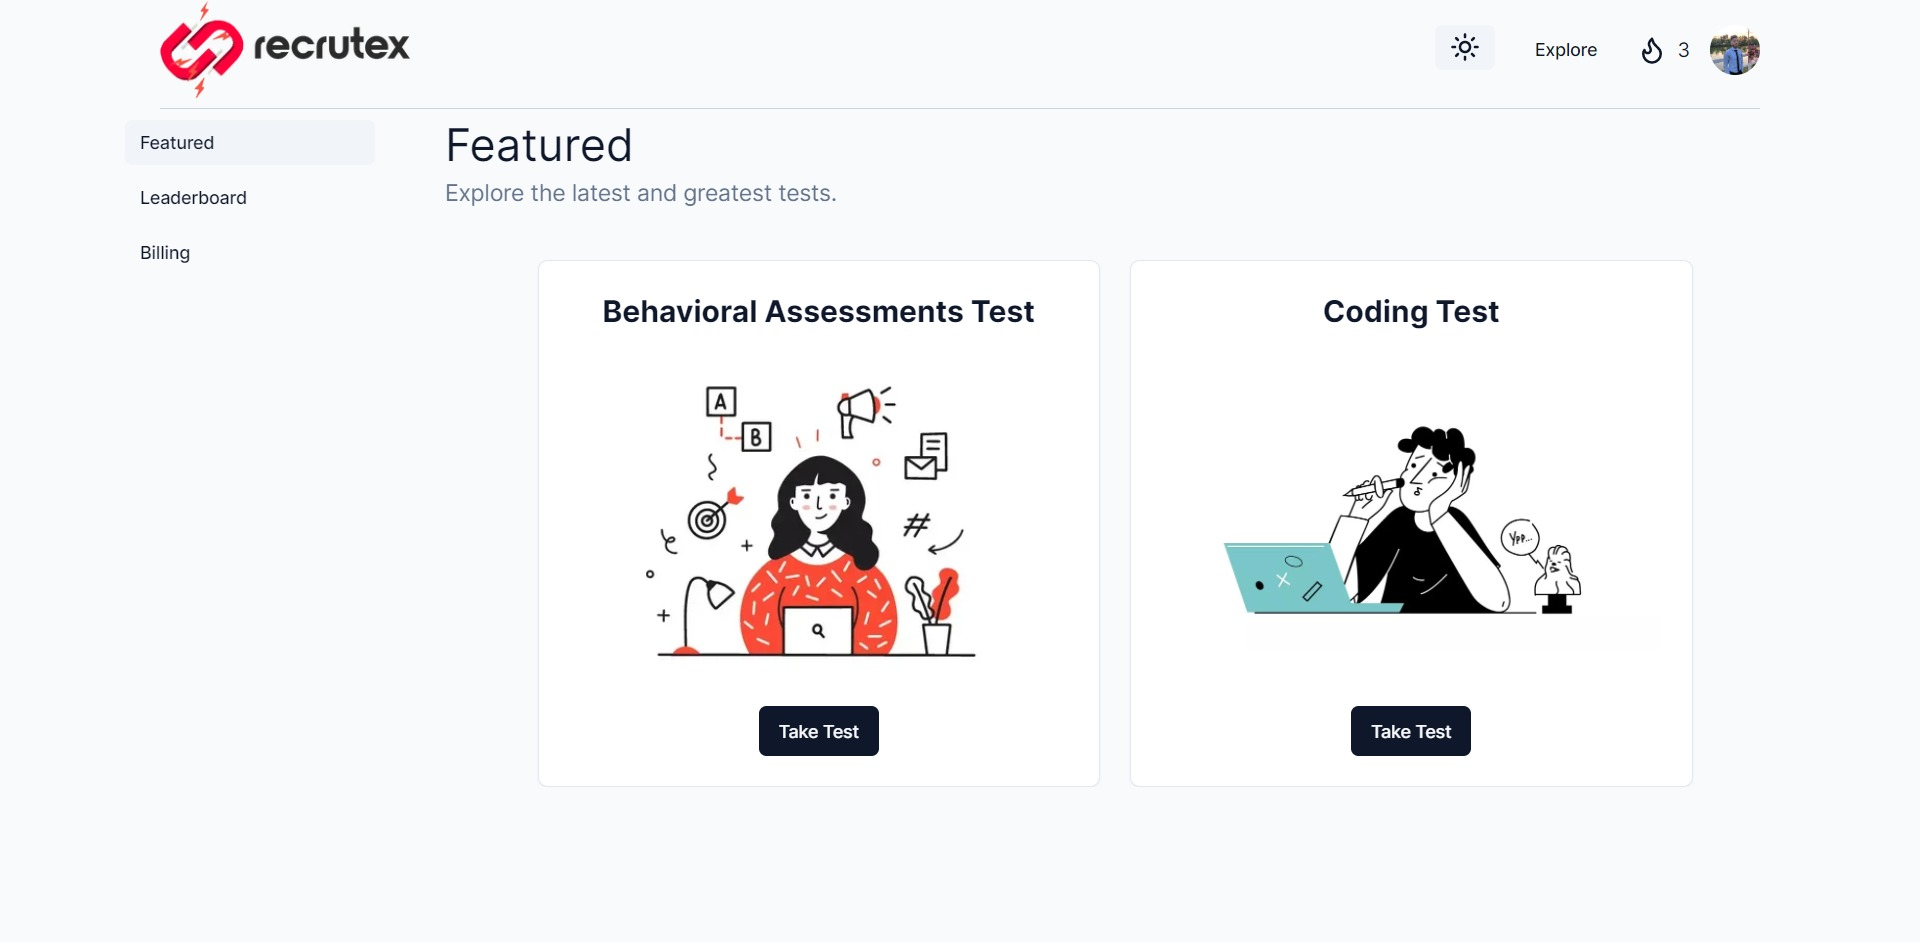 recrutex
Explore
3
Featured
Leaderboard
Billing
Featured
Explore the latest and greatest tests.
Behavioral Assessments Test
A
B
#
Take Test
Coding Test
Ypp...
Take Test